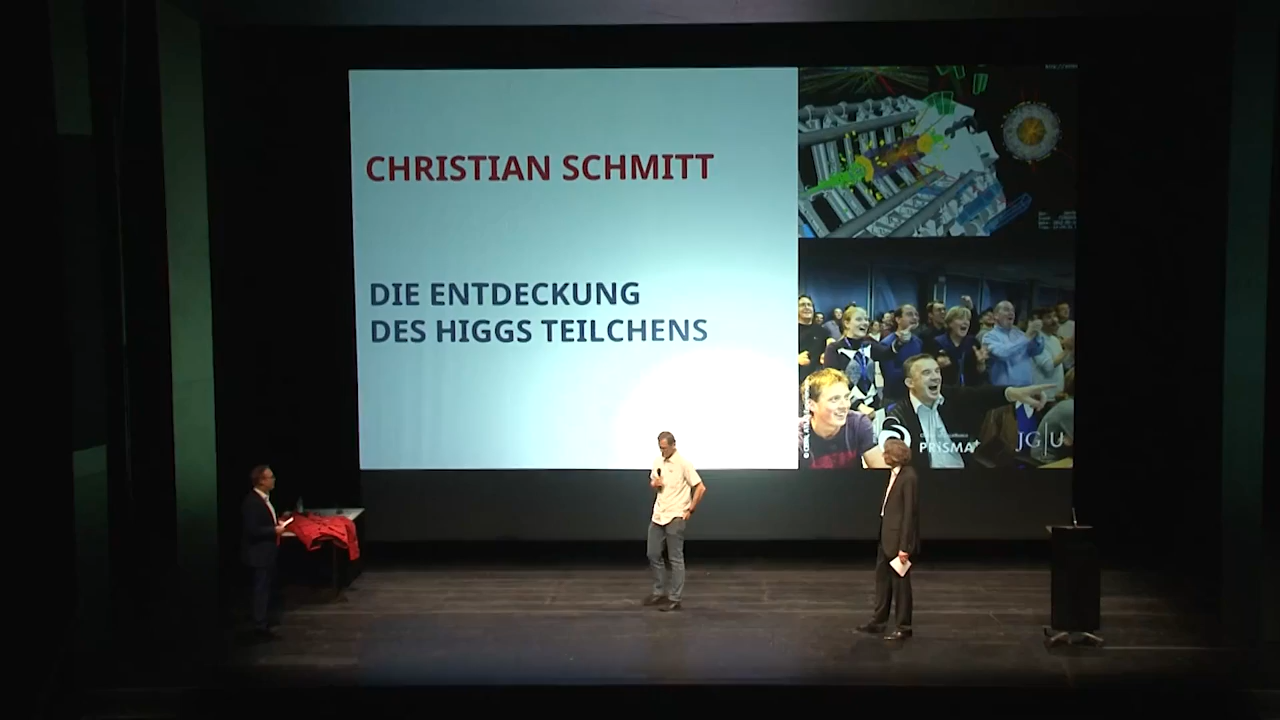 CHRISTIAN SCHMITT
DIE ENTDECKUNG
DES HIGGS TEILCHENS
PRiSMA+
JG|U